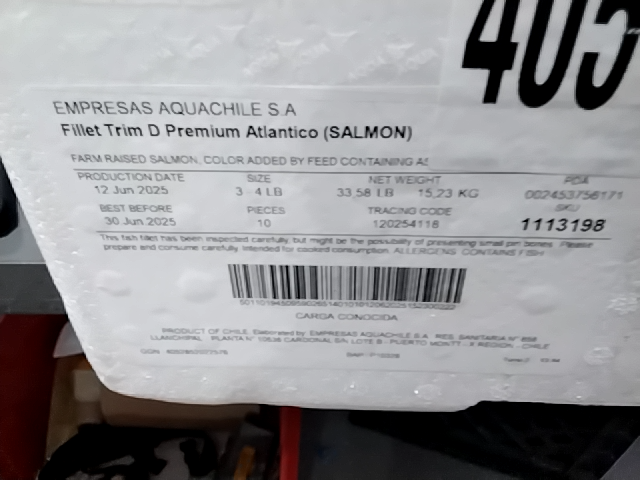 405
EMPRESAS AQUACHILE S.A
Fillet Trim D Premium Atlantico (SALMON)
FARM RAISED SALMON, COLOR ADDED BY FEED CONTAINING
PRODUCTION DATE SIZE NET WEIGHT PDA
12 Jun 2025 3 - 4 LB 33,58 LB 15,23 KG 002453756171
BEST BEFORE PIECES TRACING CODE SKU
30 Jun 2025 10 120254118 1113198
This fish fillet has been inspected carefully, but might be the possibility of presenting small pin bones. Please
prepare and consume carefully. Intended for cooked consumption. ALLERGENS: CONTAINS FISH
CARGA CONOCIDA
PRODUCT OF CHILE. Elaborated by EMPRESAS AQUACHILE S.A
PUERTO MONTT - X REGION - CHILE